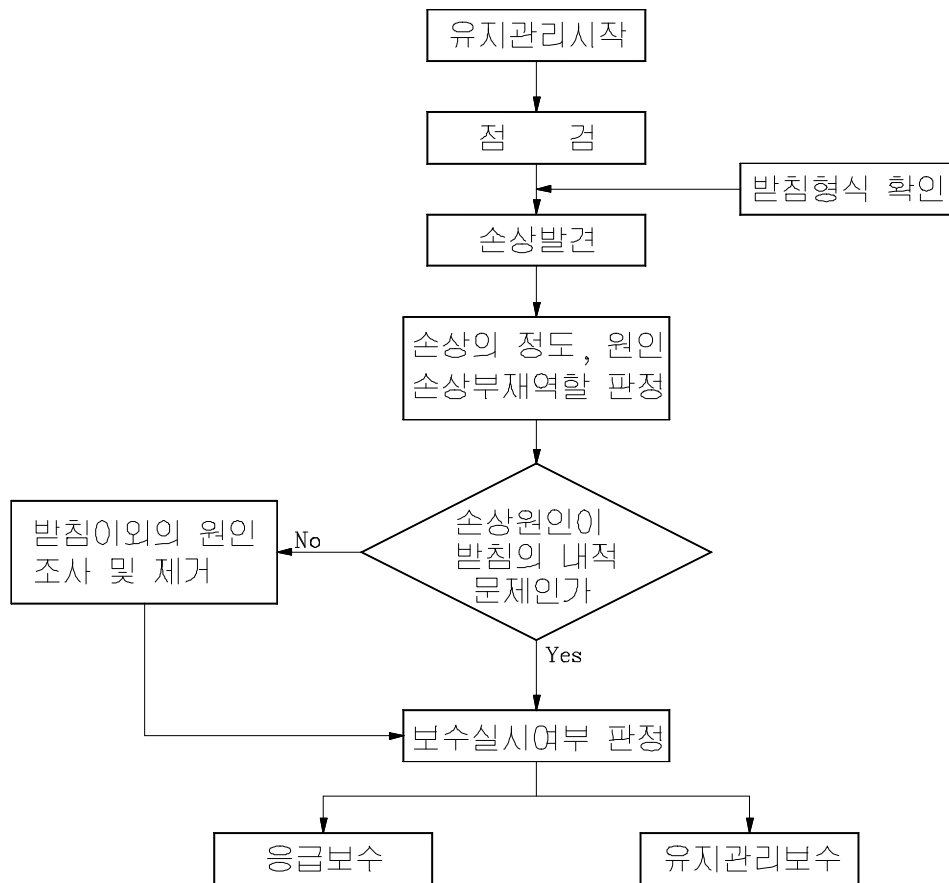 유지관리시작
점 검
받침형식 확인
손상발견
손상의 정도, 원인
손상부재역할 판정
손상원인이
받침의 내적
문제인가
No
받침이외의 원인
조사 및 제거
Yes
보수실시여부 판정
응급보수
유지관리보수